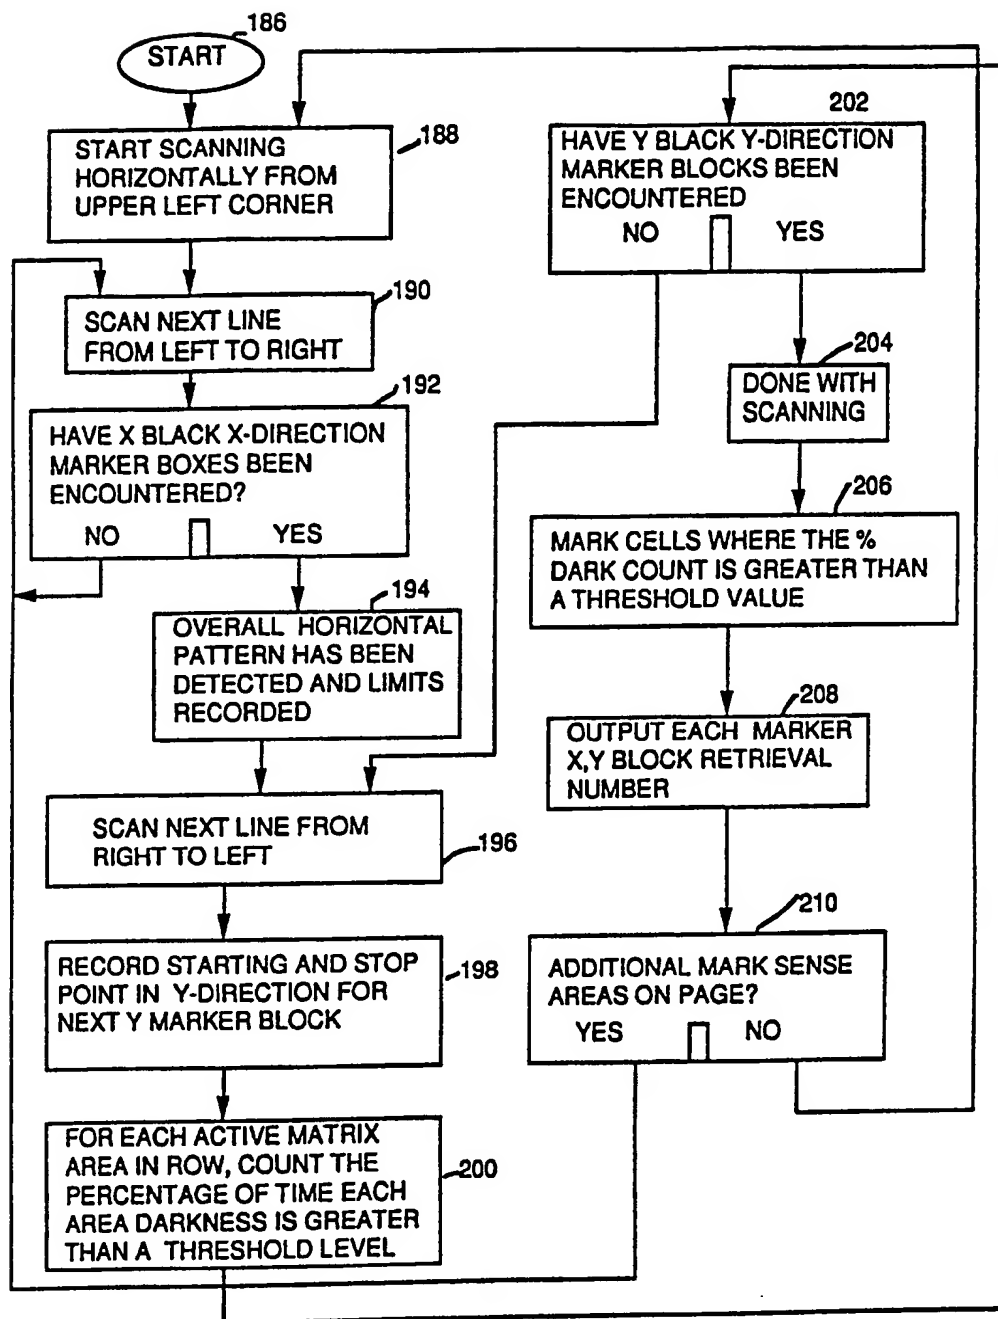 186
START
188
START SCANNING
HORIZONTALLY FROM
UPPER LEFT CORNER
190
SCAN NEXT LINE
FROM LEFT TO RIGHT
192
HAVE X BLACK X-DIRECTION
MARKER BOXES BEEN
ENCOUNTERED?
NO YES
194
OVERALL HORIZONTAL
PATTERN HAS BEEN
DETECTED AND LIMITS
RECORDED
SCAN NEXT LINE FROM
RIGHT TO LEFT
196
RECORD STARTING AND STOP
POINT IN Y-DIRECTION FOR
NEXT Y MARKER BLOCK
198
FOR EACH ACTIVE MATRIX
AREA IN ROW, COUNT THE
PERCENTAGE OF TIME EACH
AREA DARKNESS IS GREATER
THAN A THRESHOLD LEVEL
200
202
HAVE Y BLACK Y-DIRECTION
MARKER BLOCKS BEEN
ENCOUNTERED
NO YES
204
DONE WITH
SCANNING
206
MARK CELLS WHERE THE %
DARK COUNT IS GREATER THAN
A THRESHOLD VALUE
208
OUTPUT EACH MARKER
X,Y BLOCK RETRIEVAL
NUMBER
210
ADDITIONAL MARK SENSE
AREAS ON PAGE?
YES NO